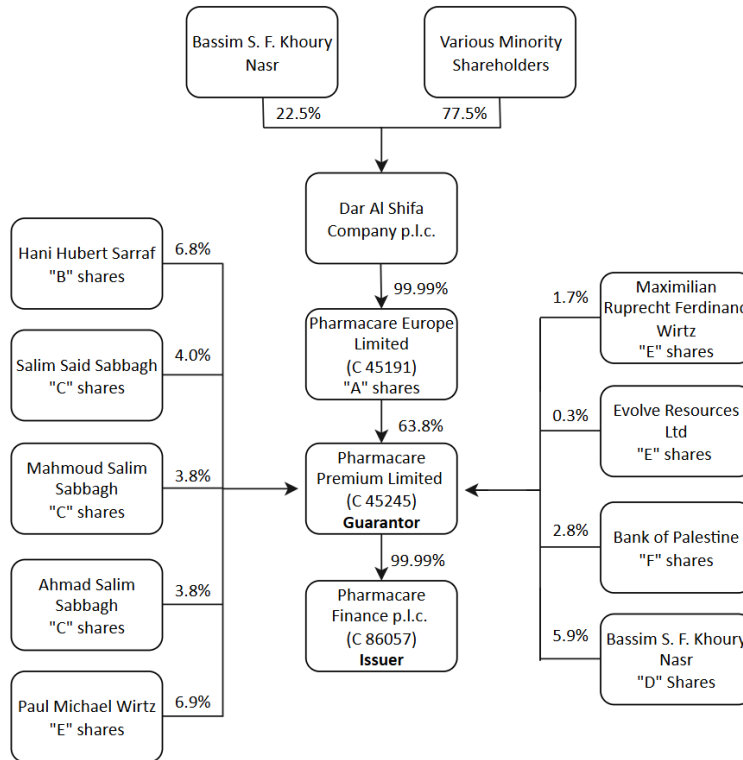 Bassim S. F. Khoury
Nasr
Various Minority
Shareholders
22.5%
77.5%
Dar Al Shifa
Company p.l.c.
99.99%
Hani Hubert Sarraf
"B" shares
6.8%
Salim Said Sabbagh
"C" shares
4.0%
Mahmoud Salim
Sabbagh
"C" shares
3.8%
Ahmad Salim
Sabbagh
"C" shares
3.8%
Paul Michael Wirtz
"E" shares
6.9%
Pharmacare Europe
Limited
(C 45191)
"A" shares
63.8%
Pharmacare
Premium Limited
(C 45245)
Guarantor
99.99%
Pharmacare
Finance p.l.c.
(C 86057)
Issuer
1.7%
Maximilian
Ruprecht Ferdinand
Wirtz
"E" shares
0.3%
Evolve Resources
Ltd
"E" shares
2.8%
Bank of Palestine
"F" shares
5.9%
Bassim S. F. Khoury
Nasr
"D" Shares